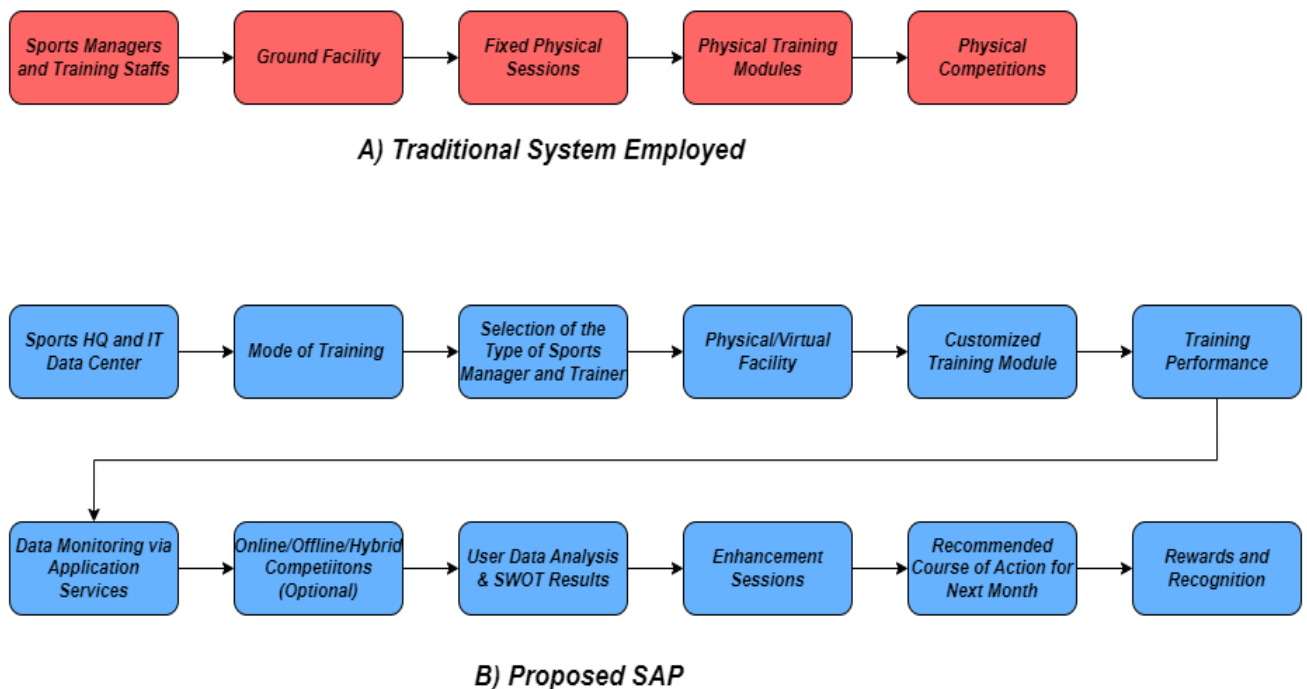 Sports Managers
and Training Staffs
Ground Facility
Fixed Physical
Sessions
Physical Training
Modules
Physical
Competitions
A) Traditional System Employed
Sports HQ and IT
Data Center
Mode of Training
Selection of the
Type of Sports
Manager and Trainer
Physical/Virtual
Facility
Customized
Training Module
Training
Performance
Data Monitoring via
Application
Services
Online/Offline/Hybrid
Competiitons
(Optional)
User Data Analysis
& SWOT Results
Enhancement
Sessions
Recommended
Course of Action for
Next Month
Rewards and
Recognition
B) Proposed SAP